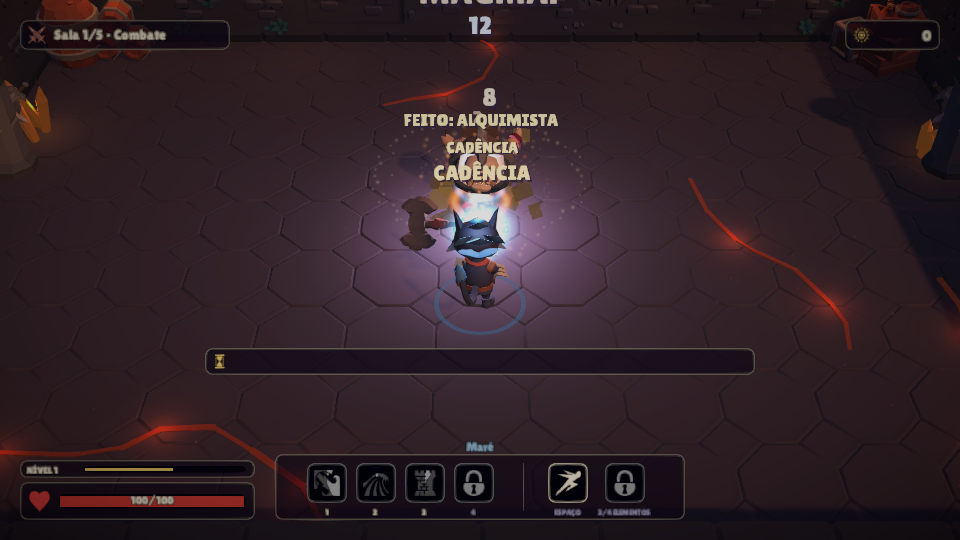 12
Sala 1/5 · Combate
0
8
FEITO: ALQUIMISTA
CADÊNCIA
CADÊNCIA
Maré
NÍVEL 1
100/100
1
2
3
4
ESPAÇO
3/4 ELEMENTOS